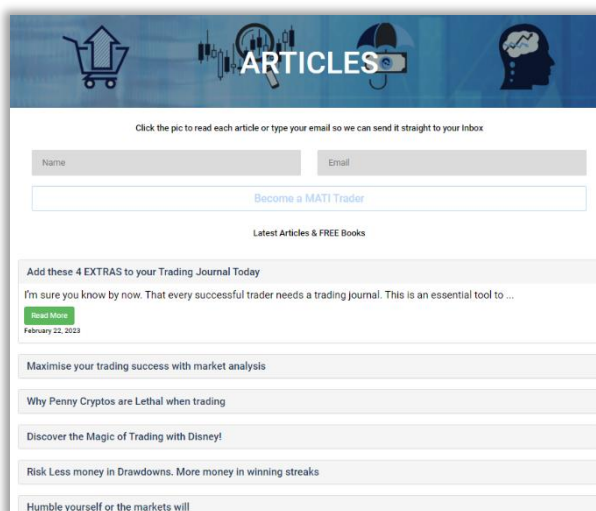 ARTICLES
Click the pic to read each article or type your email so we can send it straight to your Inbox
Name Email
Become a MATI Trader
Latest Articles & FREE Books
Add these 4 EXTRAS to your Trading Journal Today
I'm sure you know by now. That every successful trader needs a trading journal. This is an essential tool to ...
Read More
February 22, 2023
Maximise your trading success with market analysis
Why Penny Cryptos are Lethal when trading
Discover the Magic of Trading with Disney!
Risk Less money in Drawdowns. More money in winning streaks
Humble yourself or the markets will